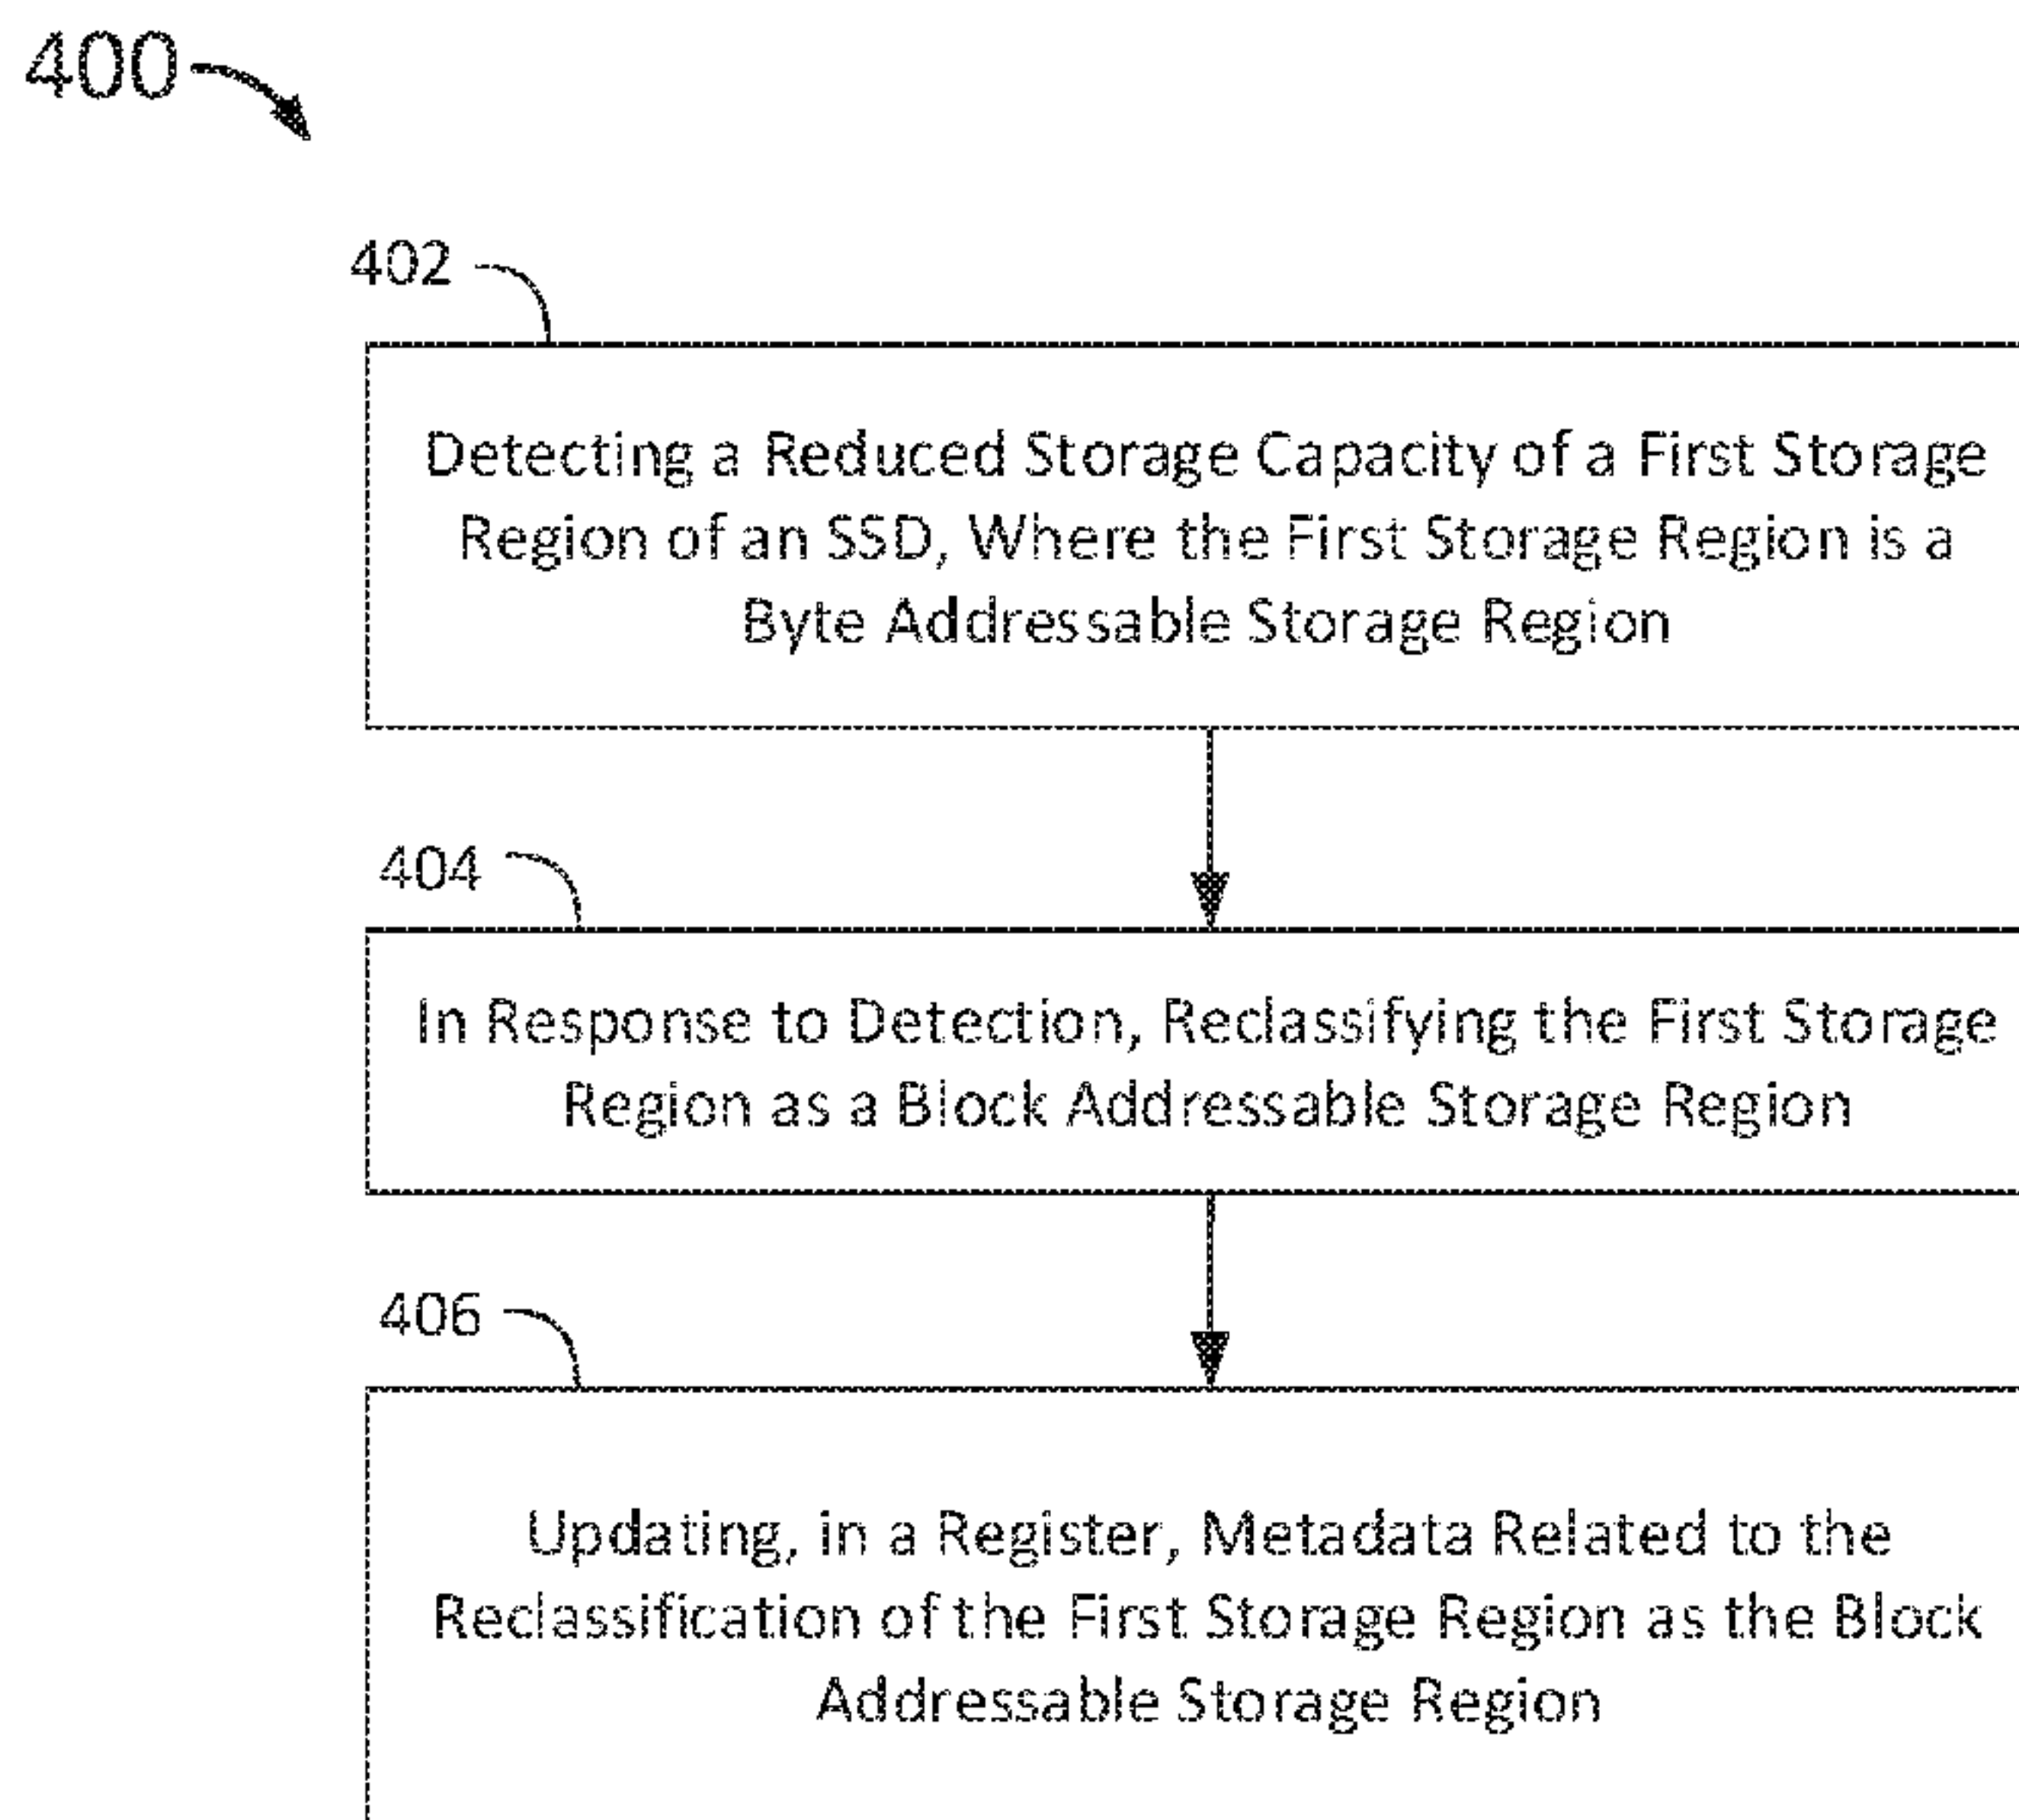 400
402
Detecting a Reduced Storage Capacity of a First Storage
Region of an SSD, Where the First Storage Region is a
Byte Addressable Storage Region
404
In Response to Detection, Reclassifying the First Storage
Region as a Block Addressable Storage Region
406
Updating, in a Register, Metadata Related to the
Reclassification of the First Storage Region as the Block
Addressable Storage Region